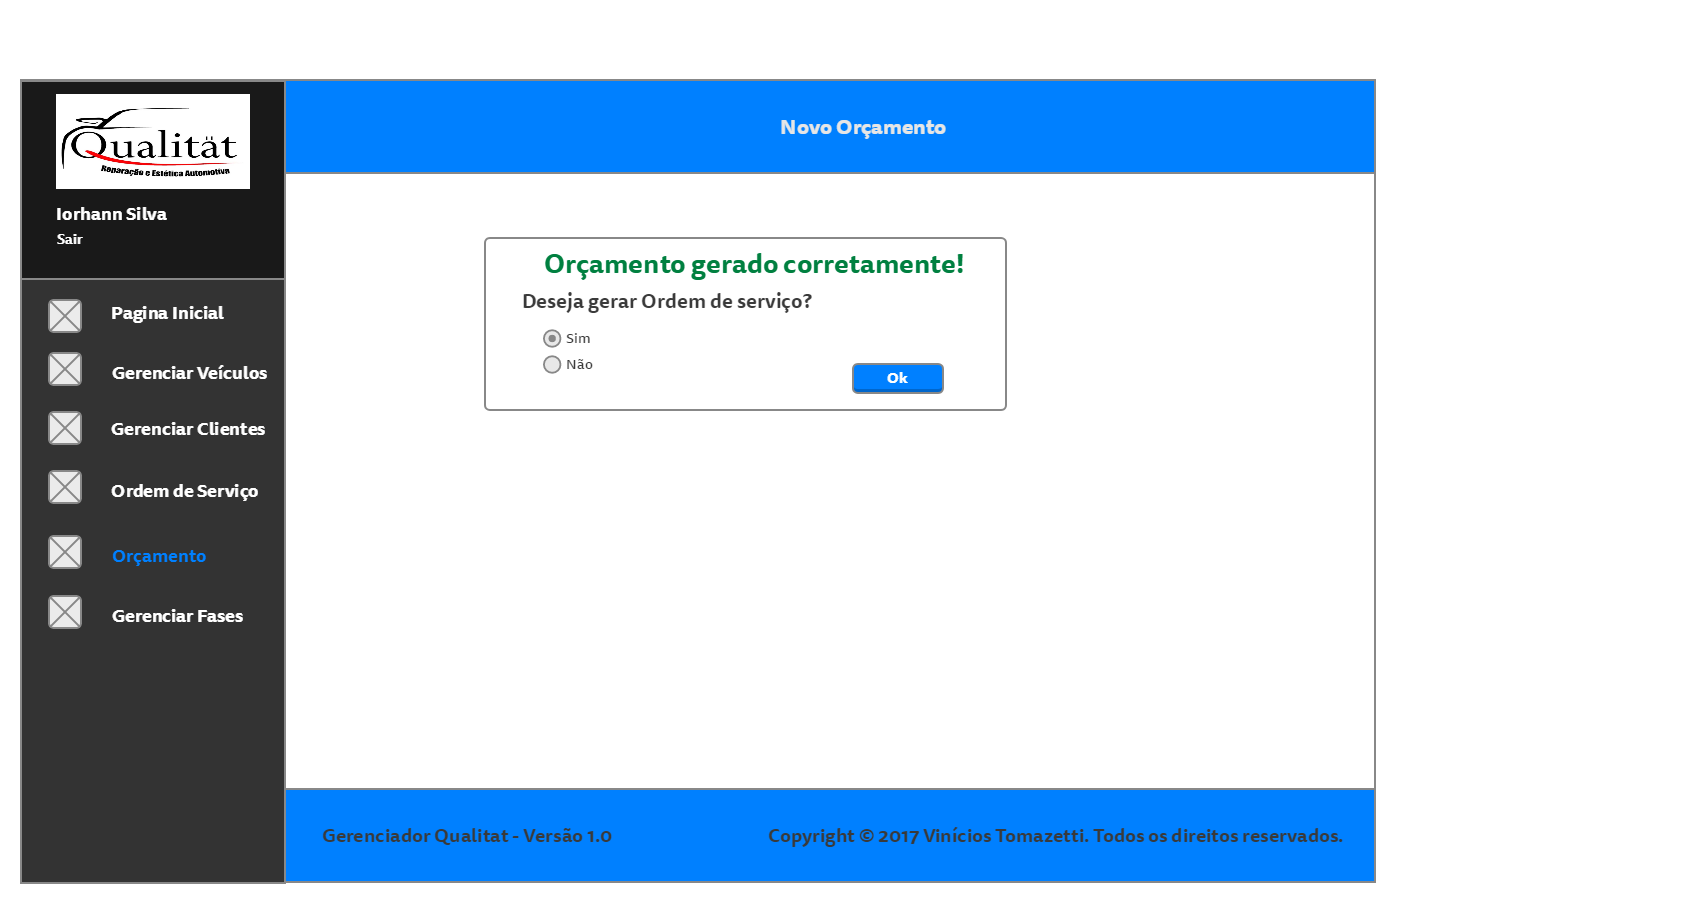 Qualität
Reparação e Estética Automotiva
Iorhann Silva
Sair
Pagina Inicial
Gerenciar Veículos
Gerenciar Clientes
Ordem de Serviço
Orçamento
Gerenciar Fases
Novo Orçamento
Orçamento gerado corretamente!
Deseja gerar Ordem de serviço?
Sim
Não
Ok
Gerenciador Qualitat - Versão 1.0
Copyright © 2017 Vinícios Tomazetti. Todos os direitos reservados.